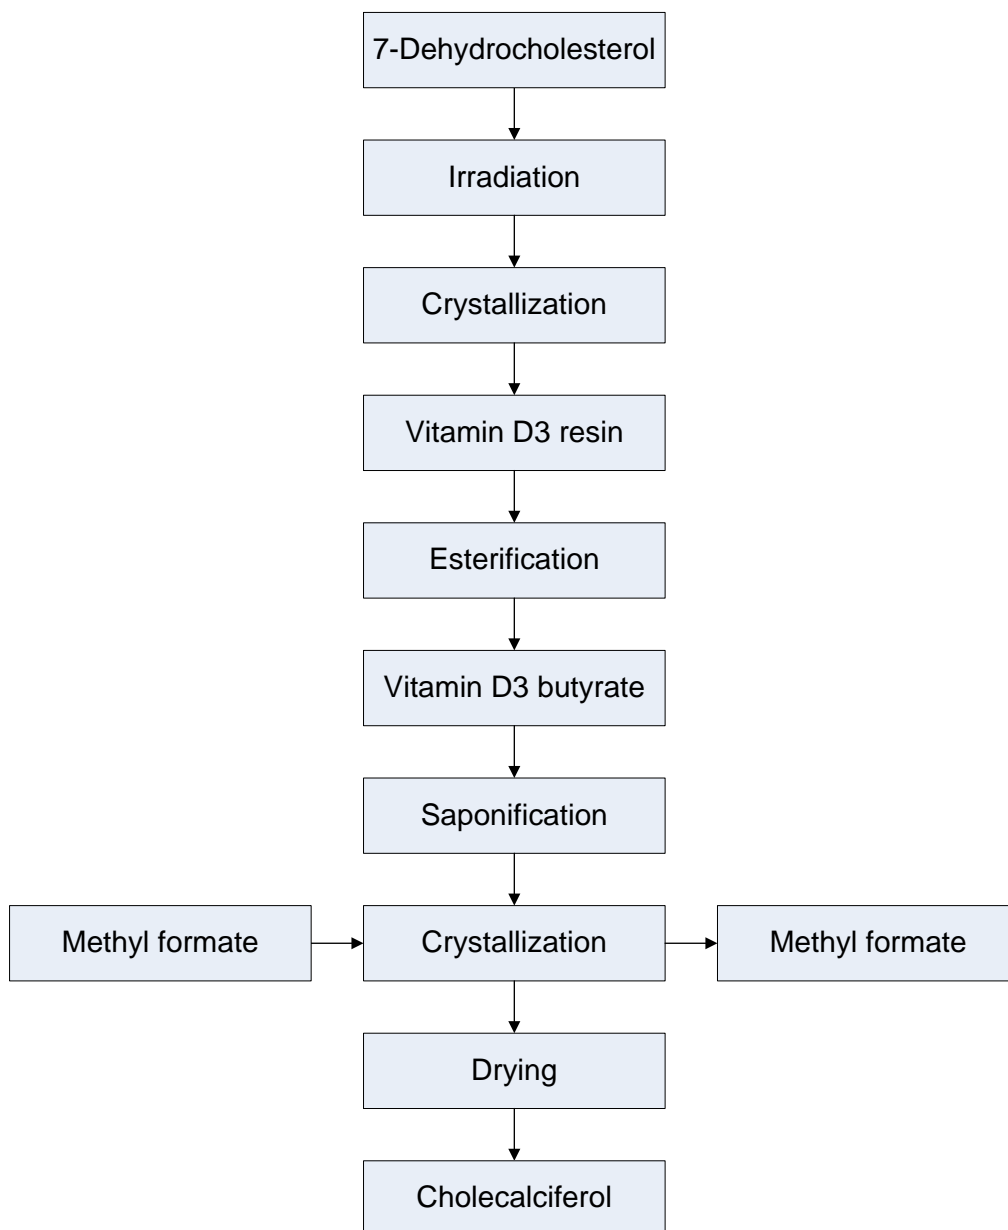 7-Dehydrocholesterol
Irradiation
Crystallization
Vitamin D3 resin
Esterification
Vitamin D3 butyrate
Saponification
Methyl formate
Crystallization
Methyl formate
Drying
Cholecalciferol